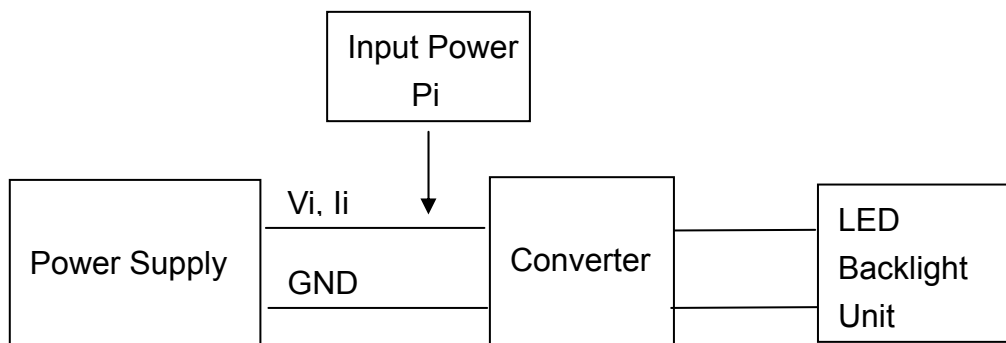 Input Power
Pi
Vi, Ii
Power Supply
GND
Converter
LED
Backlight
Unit